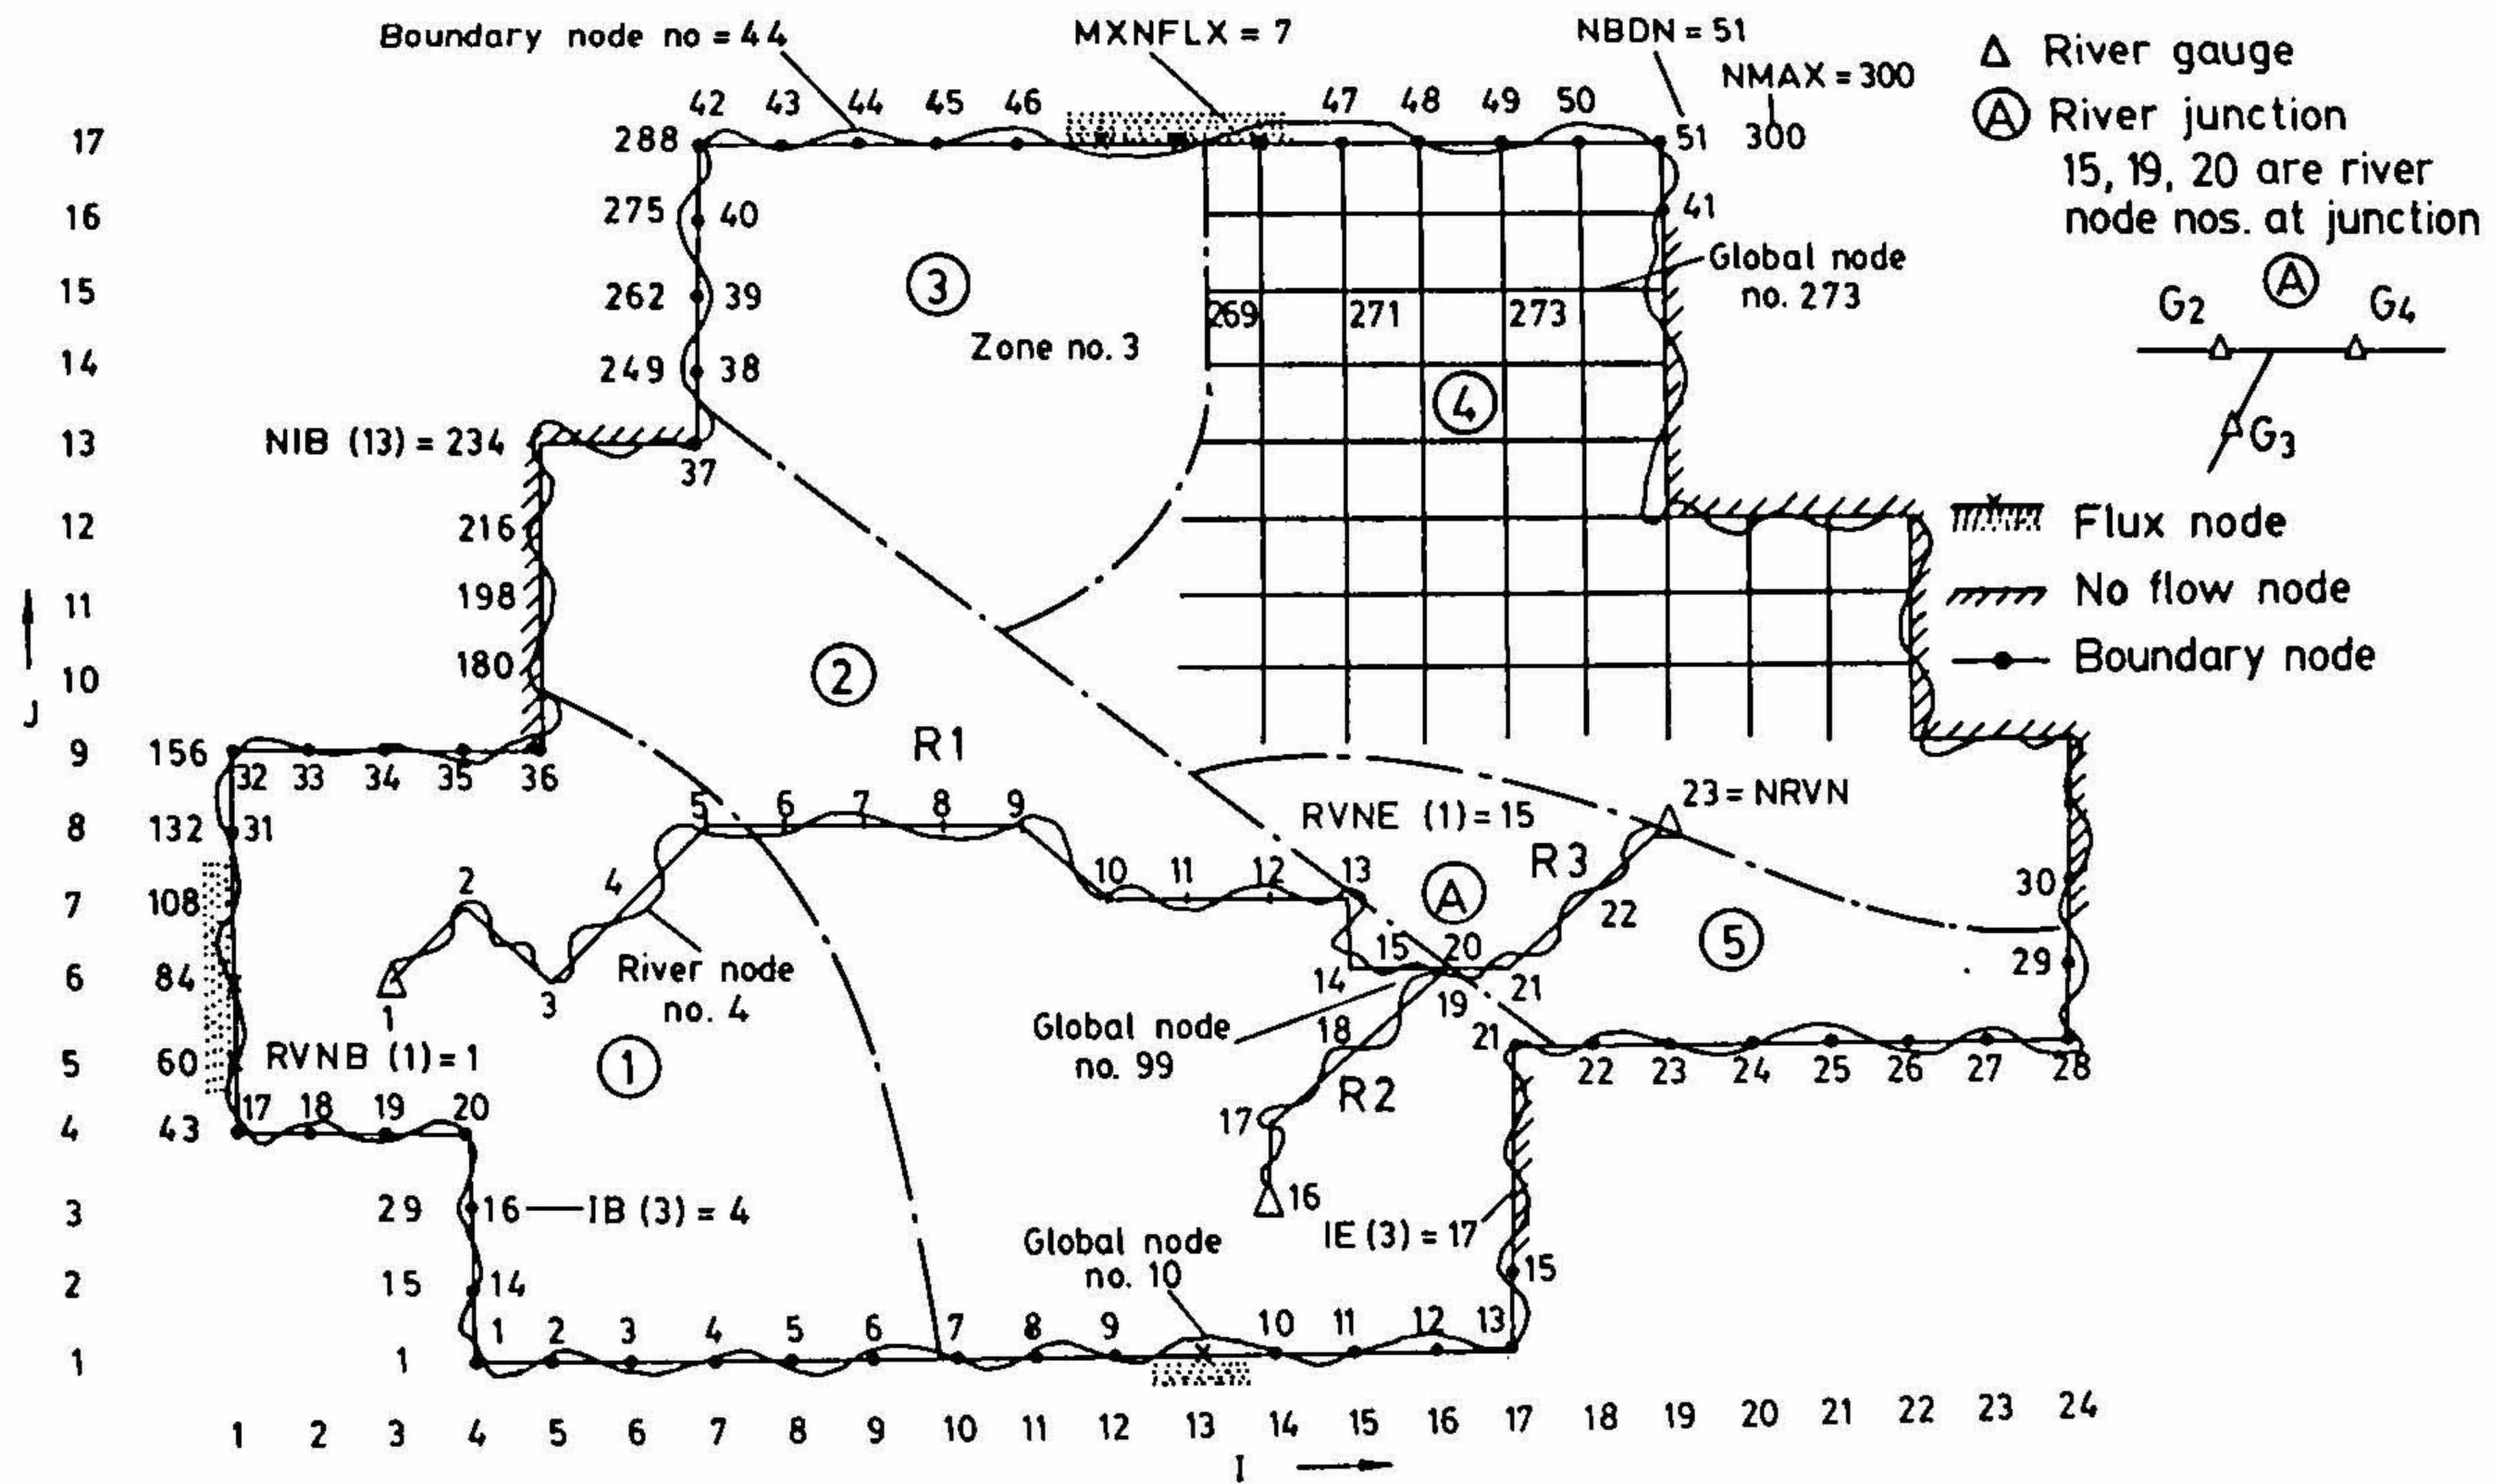 Boundary node no = 44
MXNFLX = 7
NBDN = 51
NMAX = 300
△ River gauge
Ⓐ River junction
15, 19, 20 are river
node nos. at junction
Ⓐ
G2 G4
G3
Flux node
No flow node
Boundary node
42 43 44 45 46 47 48 49 50
17 288 51 300
16 275 40 41
15 262 39 ③ 269 271 273
Global node
no. 273
Zone no. 3
14 249 38 ④
13 NIB (13) = 234 37
12 216
11 198
10 180 ②
J
9 156 32 33 34 35 36
R1
8 132 31 5 6 7 8 9
23 = NRVN
RVNE (1) = 15
R3
7 108 2 4 10 11 12 13 Ⓐ 22 30
6 84 1 3 14 15 20 19 21 ⑤ 29
River node
no. 4
Global node
no. 99
5 60 RVNB (1) = 1 ① 18 21 22 23 24 25 26 27 28
R2
4 43 17 18 19 20 17
3 29 16 IB (3) = 4 16 IE (3) = 17
Global node
no. 10
2 15 14 15
1 1 1 2 3 4 5 6 7 8 9 10 11 12 13
1 2 3 4 5 6 7 8 9 10 11 12 13 14 15 16 17 18 19 20 21 22 23 24
I